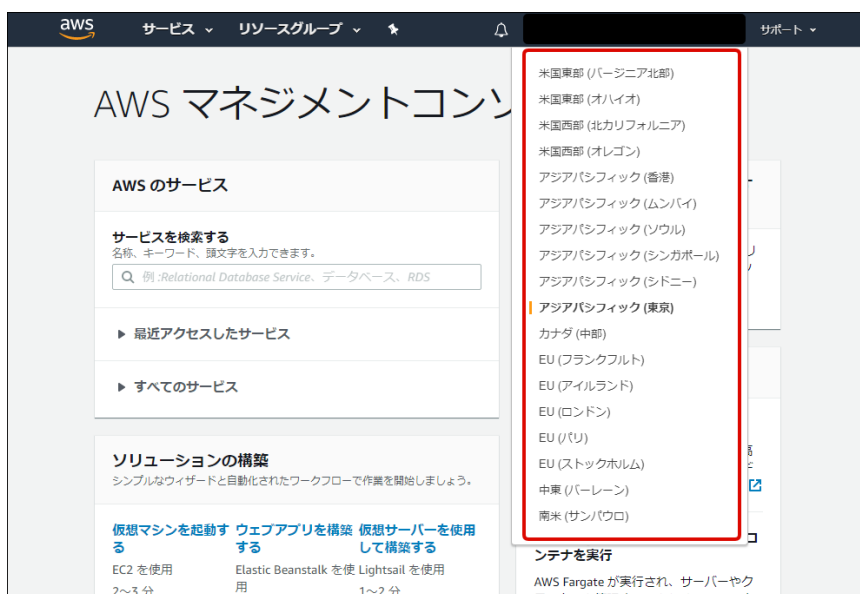 aws
サービス
リソースグループ
サポート
AWS マネジメントコンソ
AWS のサービス
サービスを検索する
名称、キーワード、頭文字を入力できます。
例 :Relational Database Service、データベース、RDS
最近アクセスしたサービス
すべてのサービス
ソリューションの構築
シンプルなウィザードと自動化されたワークフローで作業を開始しましょう。
仮想マシンを起動する
EC2 を使用
2～3 分
ウェブアプリを構築する
Elastic Beanstalk を使用
仮想サーバーを使用して構築する
Lightsail を使用
1～2 分
米国東部 (バージニア北部)
米国東部 (オハイオ)
米国西部 (北カリフォルニア)
米国西部 (オレゴン)
アジアパシフィック (香港)
アジアパシフィック (ムンバイ)
アジアパシフィック (ソウル)
アジアパシフィック (シンガポール)
アジアパシフィック (シドニー)
アジアパシフィック (東京)
カナダ (中部)
EU (フランクフルト)
EU (アイルランド)
EU (ロンドン)
EU (パリ)
EU (ストックホルム)
中東 (バーレーン)
南米 (サンパウロ)
ンテナを実行
AWS Fargate が実行され、サーバーやク